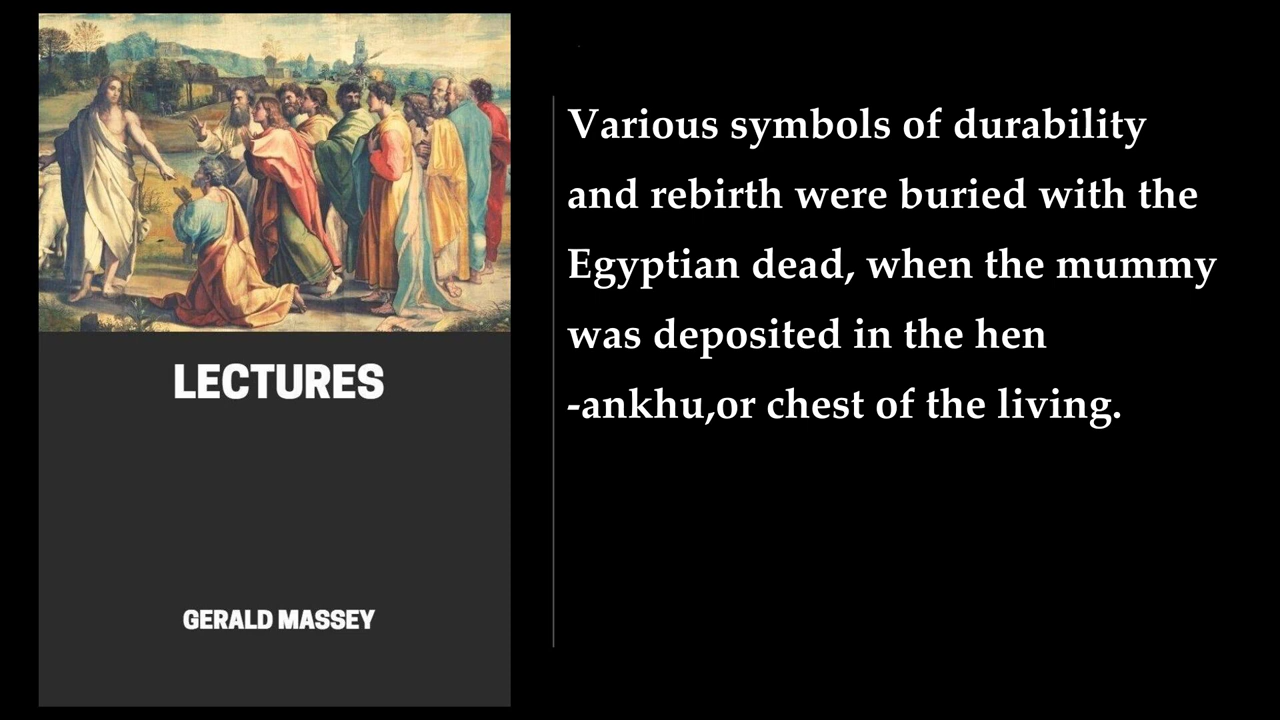 LECTURES
GERALD MASSEY
Various symbols of durability
and rebirth were buried with the
Egyptian dead, when the mummy
was deposited in the hen
-ankhu,or chest of the living.